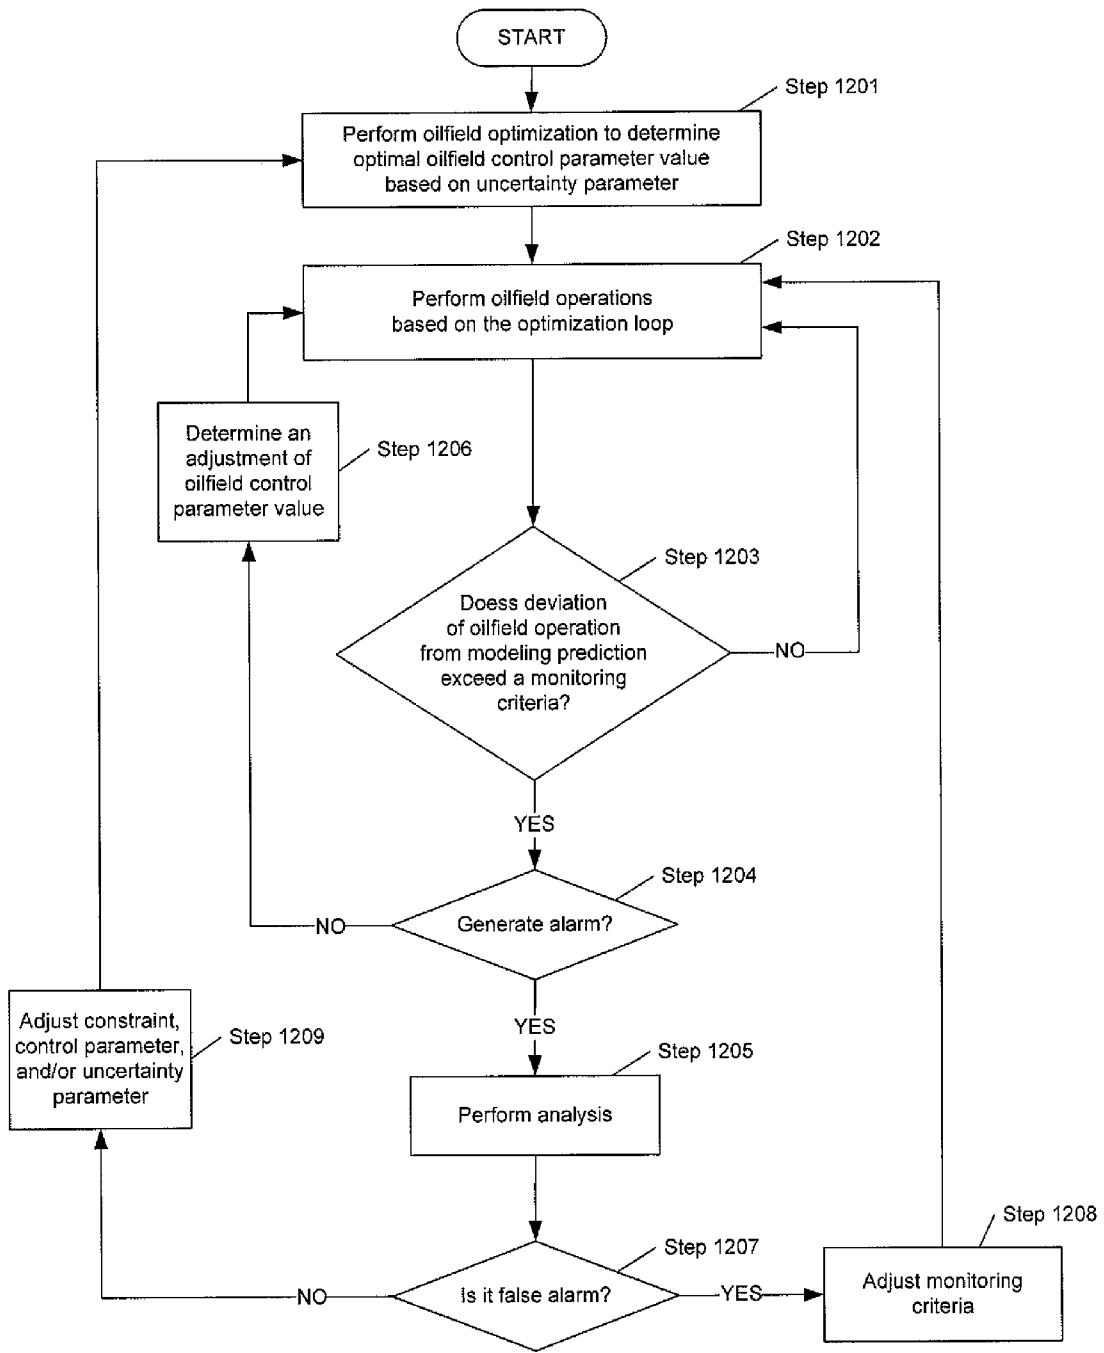 START
Step 1201
Perform oilfield optimization to determine
optimal oilfield control parameter value
based on uncertainty parameter
Step 1202
Perform oilfield operations
based on the optimization loop
Determine an
adjustment of
oilfield control
parameter value
Step 1206
Step 1203
Doess deviation
of oilfield operation
from modeling prediction
exceed a monitoring
criteria?
NO
YES
Step 1204
Generate alarm?
NO
YES
Adjust constraint,
control parameter,
and/or uncertainty
parameter
Step 1209
Step 1205
Perform analysis
Step 1207
Is it false alarm?
NO
YES
Step 1208
Adjust monitoring
criteria